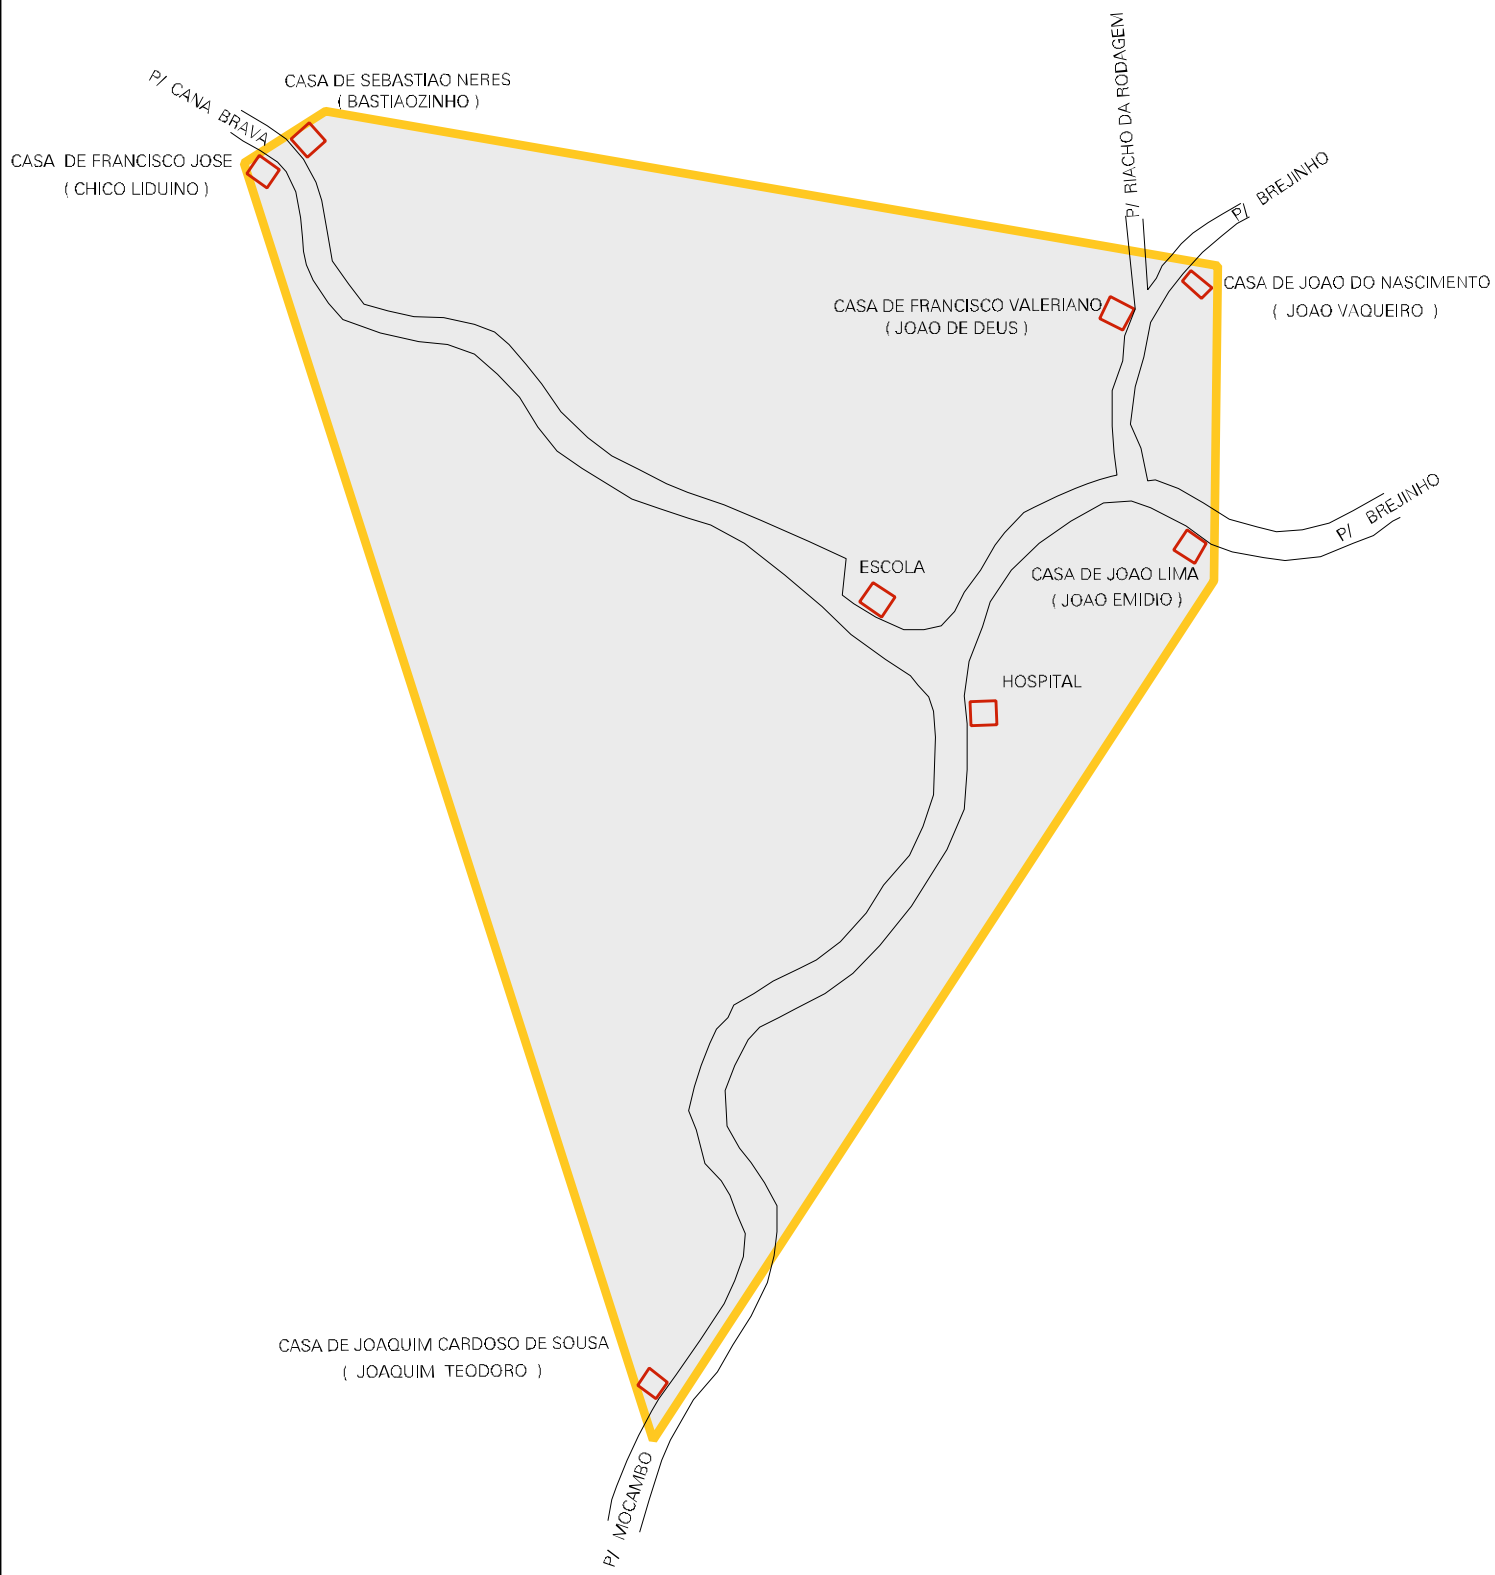 P/ RIACHO DA RODAGEM
P/ CANA BRAVA
CASA DE SEBASTIAO NERES
( BASTIAOZINHO )
CASA DE FRANCISCO JOSE
( CHICO LIDUINO )
P/ BREJINHO
CASA DE JOAO DO NASCIMENTO
( JOAO VAQUEIRO )
CASA DE FRANCISCO VALERIANO
( JOAO DE DEUS )
P/ BREJINHO
ESCOLA
CASA DE JOAO LIMA
( JOAO EMIDIO )
HOSPITAL
CASA DE JOAQUIM CARDOSO DE SOUSA
( JOAQUIM TEODORO )
P/ MOCAMBO